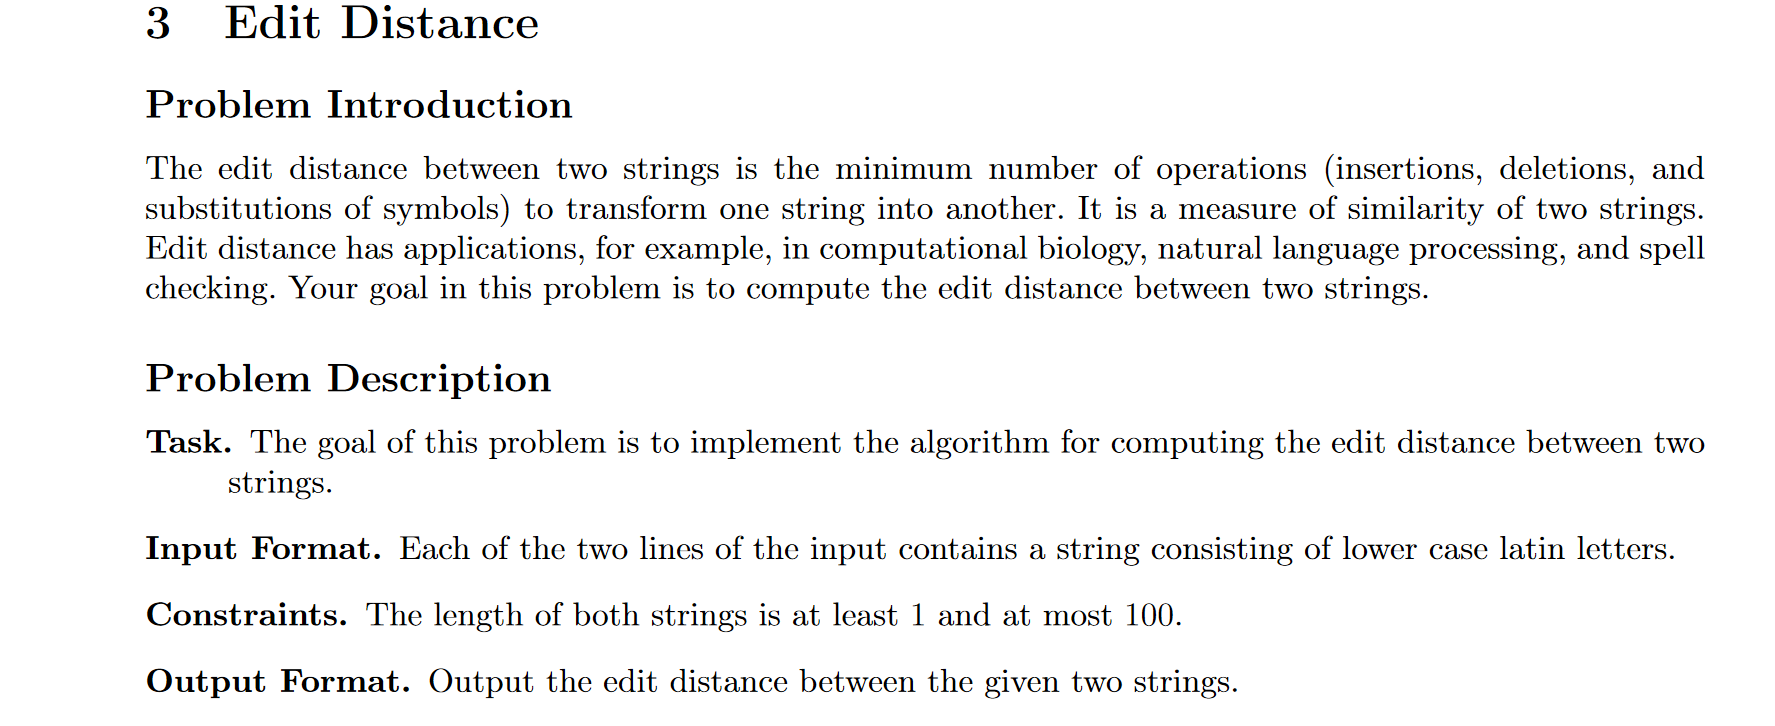 3 Edit Distance
Problem Introduction
The edit distance between two strings is the minimum number of operations (insertions, deletions, and
substitutions of symbols) to transform one string into another. It is a measure of similarity of two strings.
Edit distance has applications, for example, in computational biology, natural language processing, and spell
checking. Your goal in this problem is to compute the edit distance between two strings.
Problem Description
Task. The goal of this problem is to implement the algorithm for computing the edit distance between two
strings.
Input Format. Each of the two lines of the input contains a string consisting of lower case latin letters.
Constraints. The length of both strings is at least 1 and at most 100.
Output Format. Output the edit distance between the given two strings.